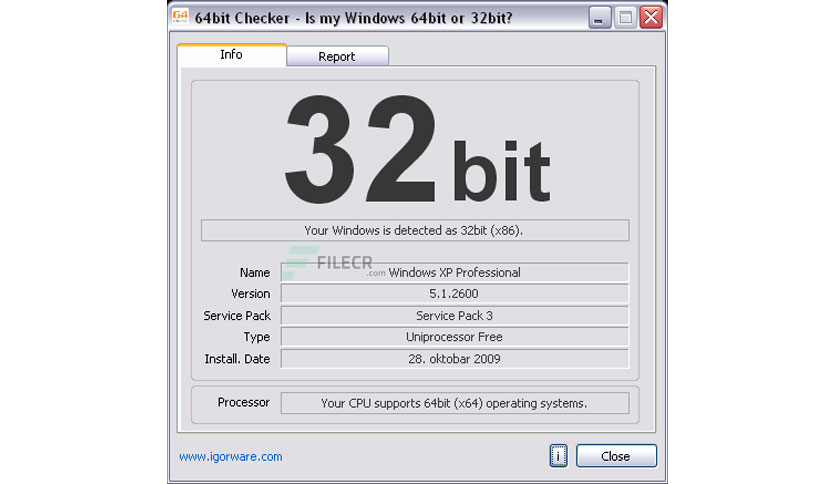 64 64bit Checker - Is my Windows 64bit or 32bit?
Info Report
32bit
Your Windows is detected as 32bit (x86).
FILECR
.com
Name Windows XP Professional
Version 5.1.2600
Service Pack Service Pack 3
Type Uniprocessor Free
Install. Date 28. oktobar 2009
Processor Your CPU supports 64bit (x64) operating systems.
www.igorware.com i Close